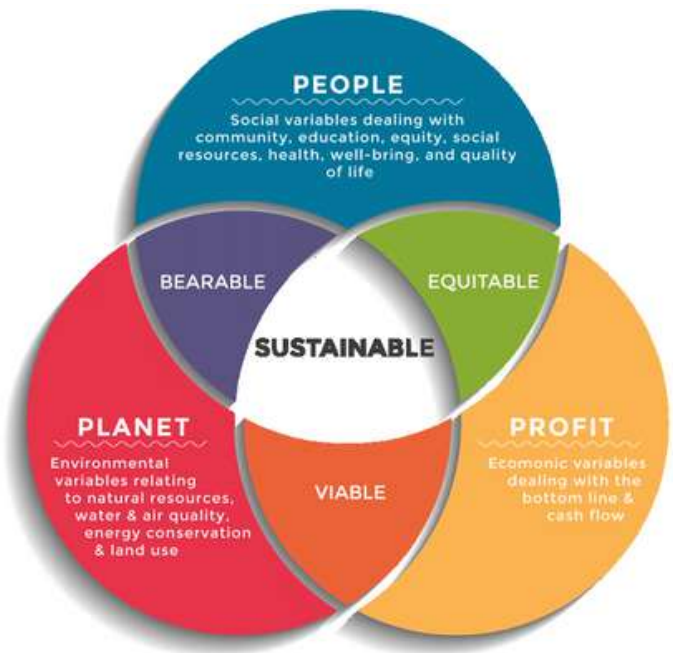 PEOPLE
Social variables dealing with
community, education, equity, social
resources, health, well-bring, and quality
of life
BEARABLE
EQUITABLE
SUSTAINABLE
PLANET
Environmental
variables relating
to natural resources,
water & air quality,
energy conservation
& land use
PROFIT
Ecomonic variables
dealing with the
bottom line &
cash flow
VIABLE